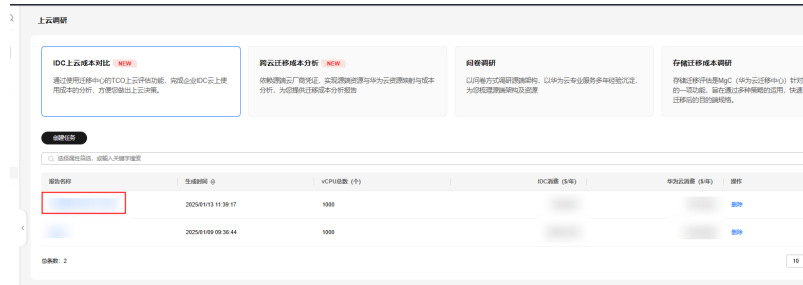 上云调研
IDC上云成本对比 NEW
通过使用迁移中心的TCO上云评估功能，完成企业IDC云上使
用成本的分析，方便您做出上云决策。
跨云迁移成本分析 NEW
依赖源端云厂商凭证，实现源端资源与华为云资源映射与成本
分析，为您提供迁移成本分析报告
问卷调研
以问卷方式调研源端架构，以华为云专业服务多年经验沉淀，
为您梳理源端架构及资源
存储迁移成本调研
存储迁移评估是MgC（华为云迁移中心）针对
的一项功能，旨在通过多种策略的运用，快速
迁移后的目的端规格。
创建任务
选择属性筛选，或输入关键字搜索
报告名称 生成时间 vCPU总数（个） IDC消费（$/年） 华为云消费（$/年） 操作
2025/01/13 11:39:17 1000 删除
2025/01/09 09:36:44 1000 删除
总条数：2
10